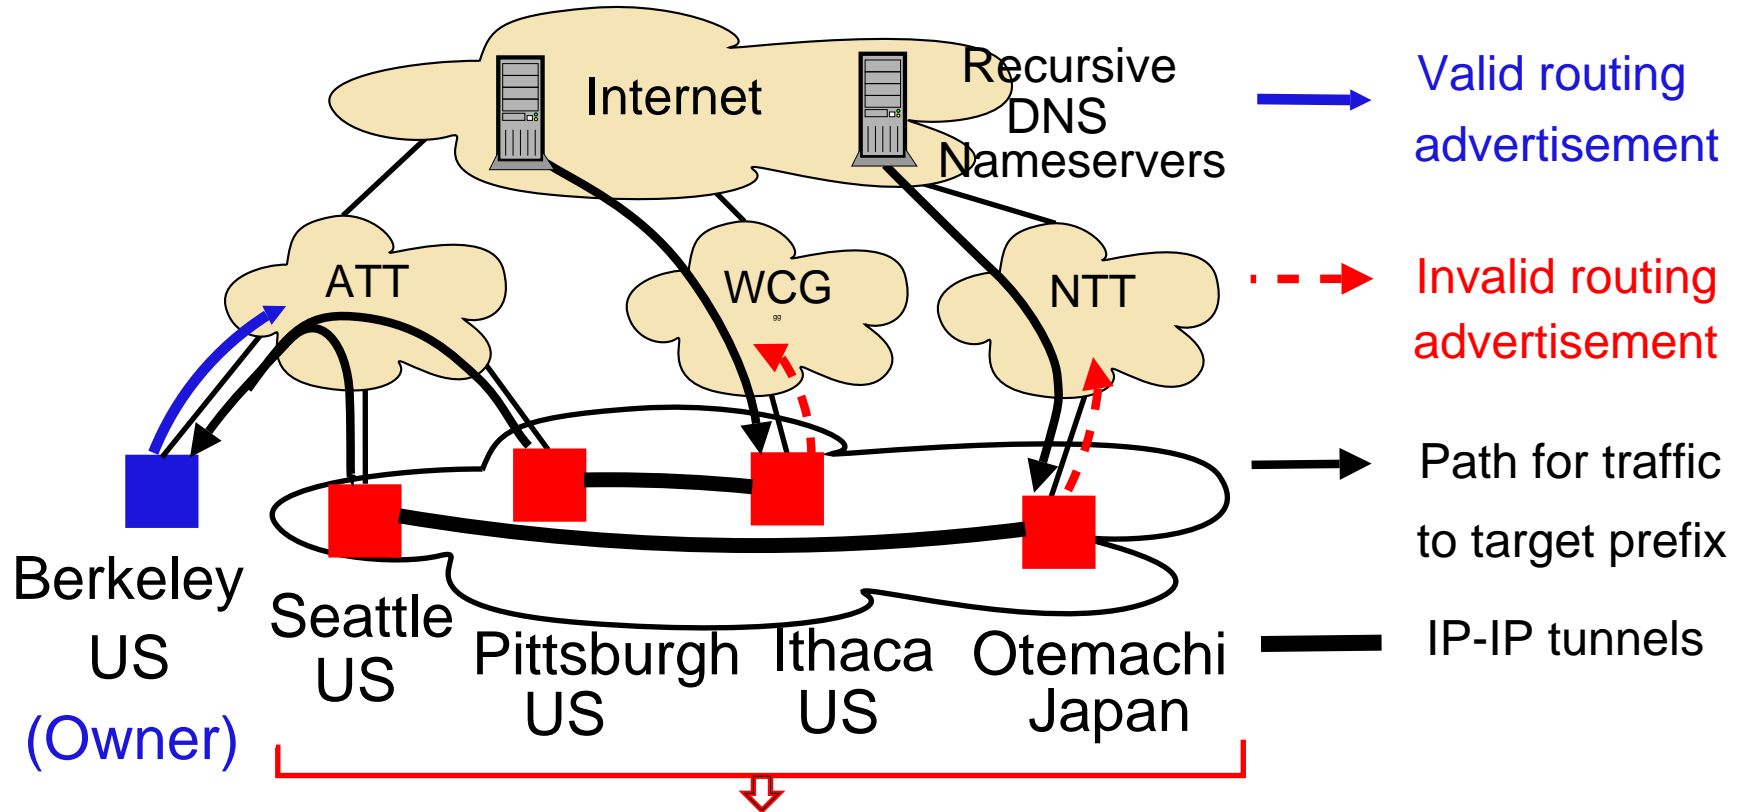 Internet
Recursive
DNS
Nameservers
Valid routing
advertisement
ATT
WCG
gg
NTT
Invalid routing
advertisement
Path for traffic
to target prefix
IP-IP tunnels
Berkeley
US
(Owner)
Seattle
US
Pittsburgh
US
Ithaca
US
Otemachi
Japan